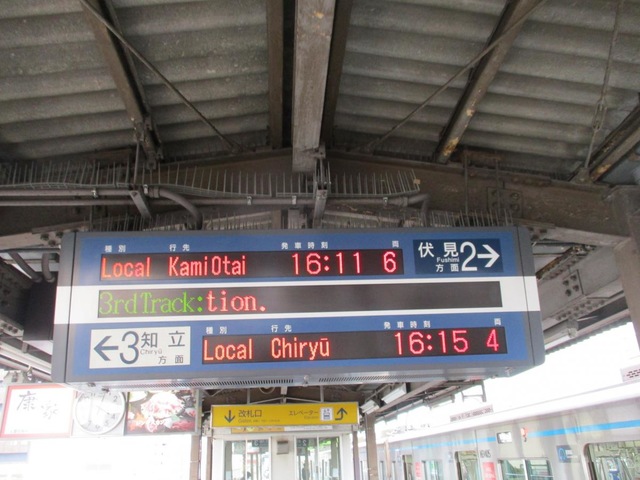 種別 行先 発車時刻 両
Local KamiOtai 16:11 6
伏見 2→
Fushimi
方面
3rdTrack:tion.
←3 知立
Chiryū
方面
種別 行先 発車時刻 両
Local Chiryū 16:15 4
↓ 改札口 エレベーター